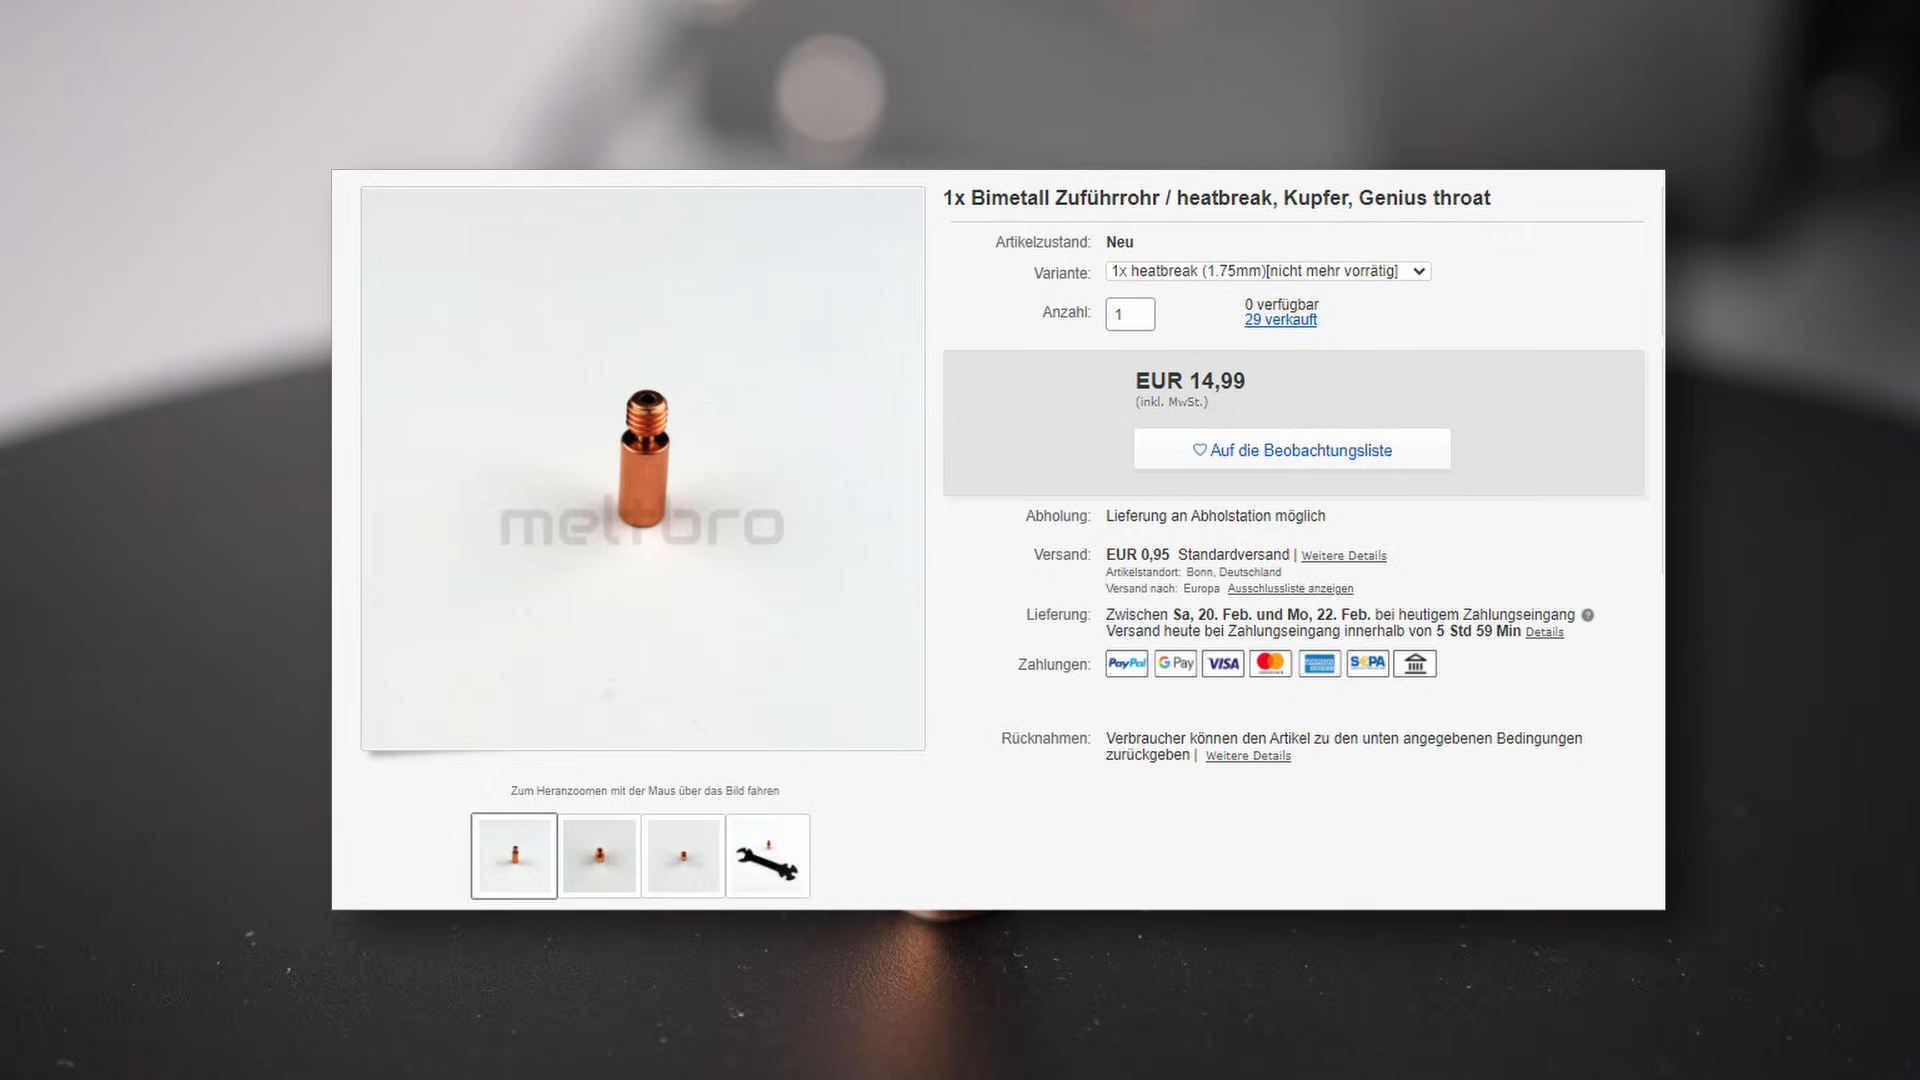 1x Bimetall Zuführrohr / heatbreak, Kupfer, Genius throat
Artikelzustand: Neu
Variante: 1x heatbreak (1.75mm)[nicht mehr vorrätig]
Anzahl: 1
0 verfügbar
29 verkauft
EUR 14,99
(inkl. MwSt.)
Auf die Beobachtungsliste
Abholung: Lieferung an Abholstation möglich
Versand: EUR 0,95 Standardversand | Weitere Details
Artikelstandort: Bonn, Deutschland
Versand nach: Europa Ausschlussliste anzeigen
Lieferung: Zwischen Sa, 20. Feb. und Mo, 22. Feb. bei heutigem Zahlungseingang ?
Versand heute bei Zahlungseingang innerhalb von 5 Std 59 Min Details
Zahlungen: PayPal G Pay VISA SEPA
Rücknahmen: Verbraucher können den Artikel zu den unten angegebenen Bedingungen
zurückgeben | Weitere Details
meltbro
Zum Heranzoomen mit der Maus über das Bild fahren